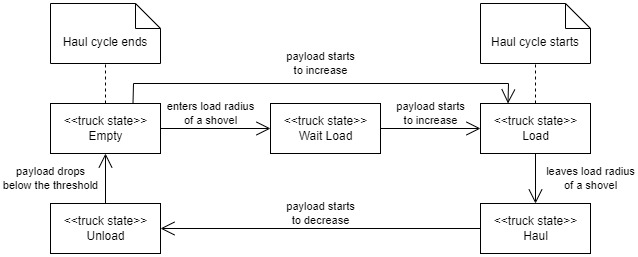 Haul cycle ends
Haul cycle starts
payload starts
to increase
<<truck state>>
Empty
enters load radius
of a shovel
<<truck state>>
Wait Load
payload starts
to increase
<<truck state>>
Load
payload drops
below the threshold
leaves load radius
of a shovel
<<truck state>>
Unload
payload starts
to decrease
<<truck state>>
Haul